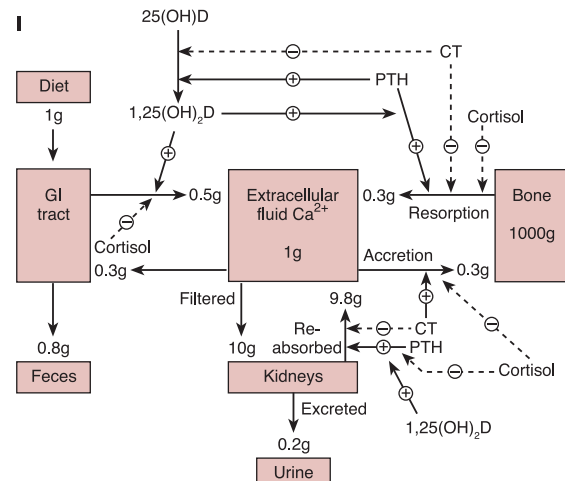 I
25(OH)D
CT
Diet
PTH
1g
1,25(OH)₂D
Cortisol
GI
tract
0.5g
Extracellular
fluid Ca²⁺
1g
0.3g
Resorption
Bone
1000g
Cortisol
0.3g
Accretion
0.3g
Filtered
9.8g
Re-
absorbed
CT
PTH
0.8g
10g
Cortisol
Feces
Kidneys
Excreted
1,25(OH)₂D
0.2g
Urine